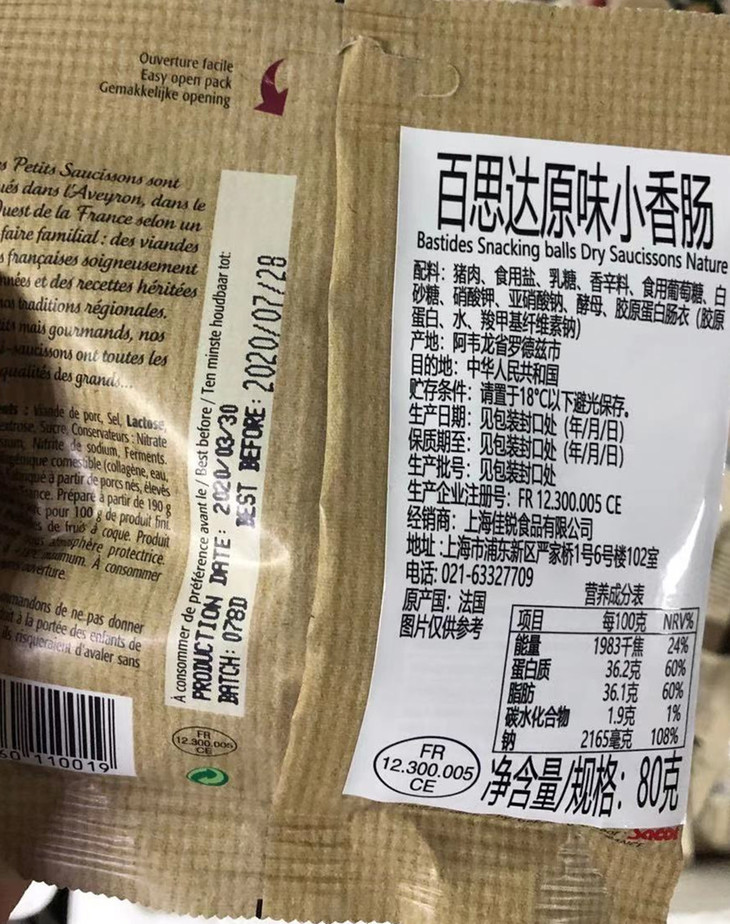 Ouverture facile
Easy open pack
Gemakkelijke opening
Petits Saucissons sont
dans l'Aveyron, dans le
de la France selon un
faire familial : des viandes
françaises soigneusement
et des recettes héritées
traditions régionales.
mais gourmands, nos
saucissons ont toutes les
qualités des grands...
Viande de porc, Sel, Lactose,
Sucre, Conservateurs : Nitrate
Nitrite de sodium, Ferments.
comestible (collagène, eau,
à partir de porcs nés, élevés
France. Préparé à partir de 190 g
pour 100 g de produit fini.
de fruits à coque. Produit
atmosphère protectrice.
maximum. A consommer
ouverture.
de ne pas donner
à la portée des enfants de
ils risqueraient d'avaler sans
A consommer de préférence avant le / Best before / Ten minste houdbaar tot:
PRODUCTION DATE: 2020/03/30
BATCH: 078D BEST BEFORE: 2020/07/28
FR
12.300.005
CE
110019
百思达原味小香肠
Bastides Snacking balls Dry Saucissons Nature
配料：猪肉、食用盐、乳糖、香辛料、食用葡萄糖、白
砂糖、硝酸钾、亚硝酸钠、酵母、胶原蛋白肠衣（胶原
蛋白、水、羧甲基纤维素钠）
产地：阿韦龙省罗德兹市
目的地：中华人民共和国
贮存条件：请置于18°C以下避光保存。
生产日期：见包装封口处（年/月/日）
保质期至：见包装封口处（年/月/日）
生产批号：见包装封口处
生产企业注册号：FR 12.300.005 CE
经销商：上海佳锐食品有限公司
地址：上海市浦东新区严家桥1号6号楼102室
电话：021-63327709
原产国：法国
图片仅供参考
营养成分表
项目 每100克 NRV%
能量 1983千焦 24%
蛋白质 36.2克 60%
脂肪 36.1克 60%
碳水化合物 1.9克 1%
钠 2165毫克 108%
FR
12.300.005
CE
净含量/规格：80克